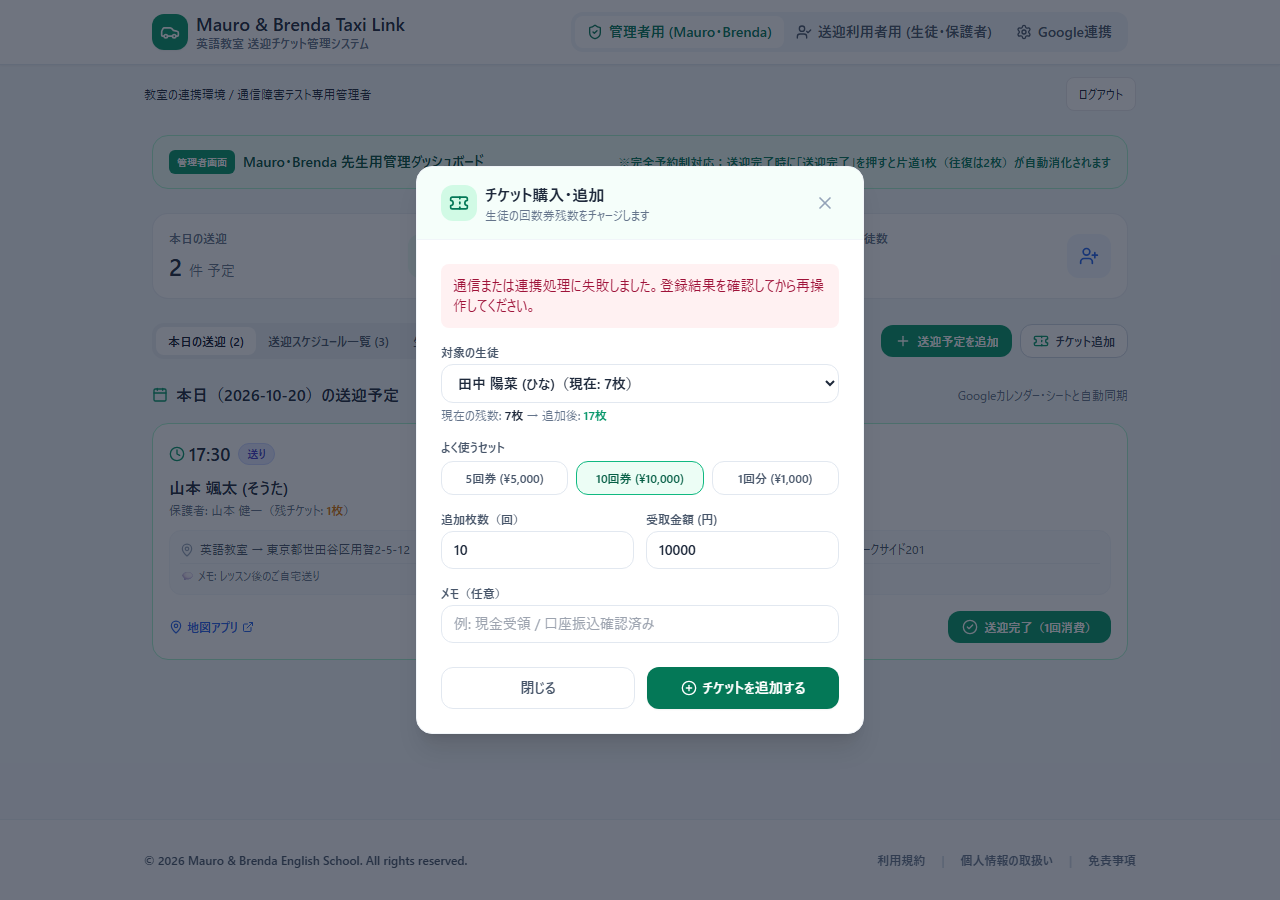 Mauro & Brenda Taxi Link
英語教室 送迎チケット管理システム
管理者用 (Mauro・Brenda)
送迎利用者用 (生徒・保護者)
Google連携
教室の連携環境 / 通信障害テスト専用管理者
ログアウト
管理者画面
Mauro・Brenda 先生用管理ダッシュボード
※完全予約制対応：送迎完了時に「送迎完了」を押すと片道1枚（往復は2枚）が自動消化されます
本日の送迎
2 件 予定
徒数
本日の送迎 (2)
送迎スケジュール一覧 (3)
送迎予定を追加
チケット追加
本日（2026-10-20）の送迎予定
Googleカレンダー・シートと自動同期
17:30 送り
山本 颯太 (そうた)
保護者: 山本 健一（残チケット: 1枚）
英語教室 → 東京都世田谷区用賀2-5-12
ークサイド201
メモ: レッスン後のご自宅送り
地図アプリ
送迎完了（1回消費）
チケット購入・追加
生徒の回数券残数をチャージします
通信または連携処理に失敗しました。登録結果を確認してから再操
作してください。
対象の生徒
田中 陽菜 (ひな)（現在: 7枚）
現在の残数: 7枚 → 追加後: 17枚
よく使うセット
5回券 (¥5,000)
10回券 (¥10,000)
1回分 (¥1,000)
追加枚数（回）
受取金額 (円)
10
10000
メモ（任意）
例: 現金受領 / 口座振込確認済み
閉じる
チケットを追加する
© 2026 Mauro & Brenda English School. All rights reserved.
利用規約 | 個人情報の取扱い | 免責事項